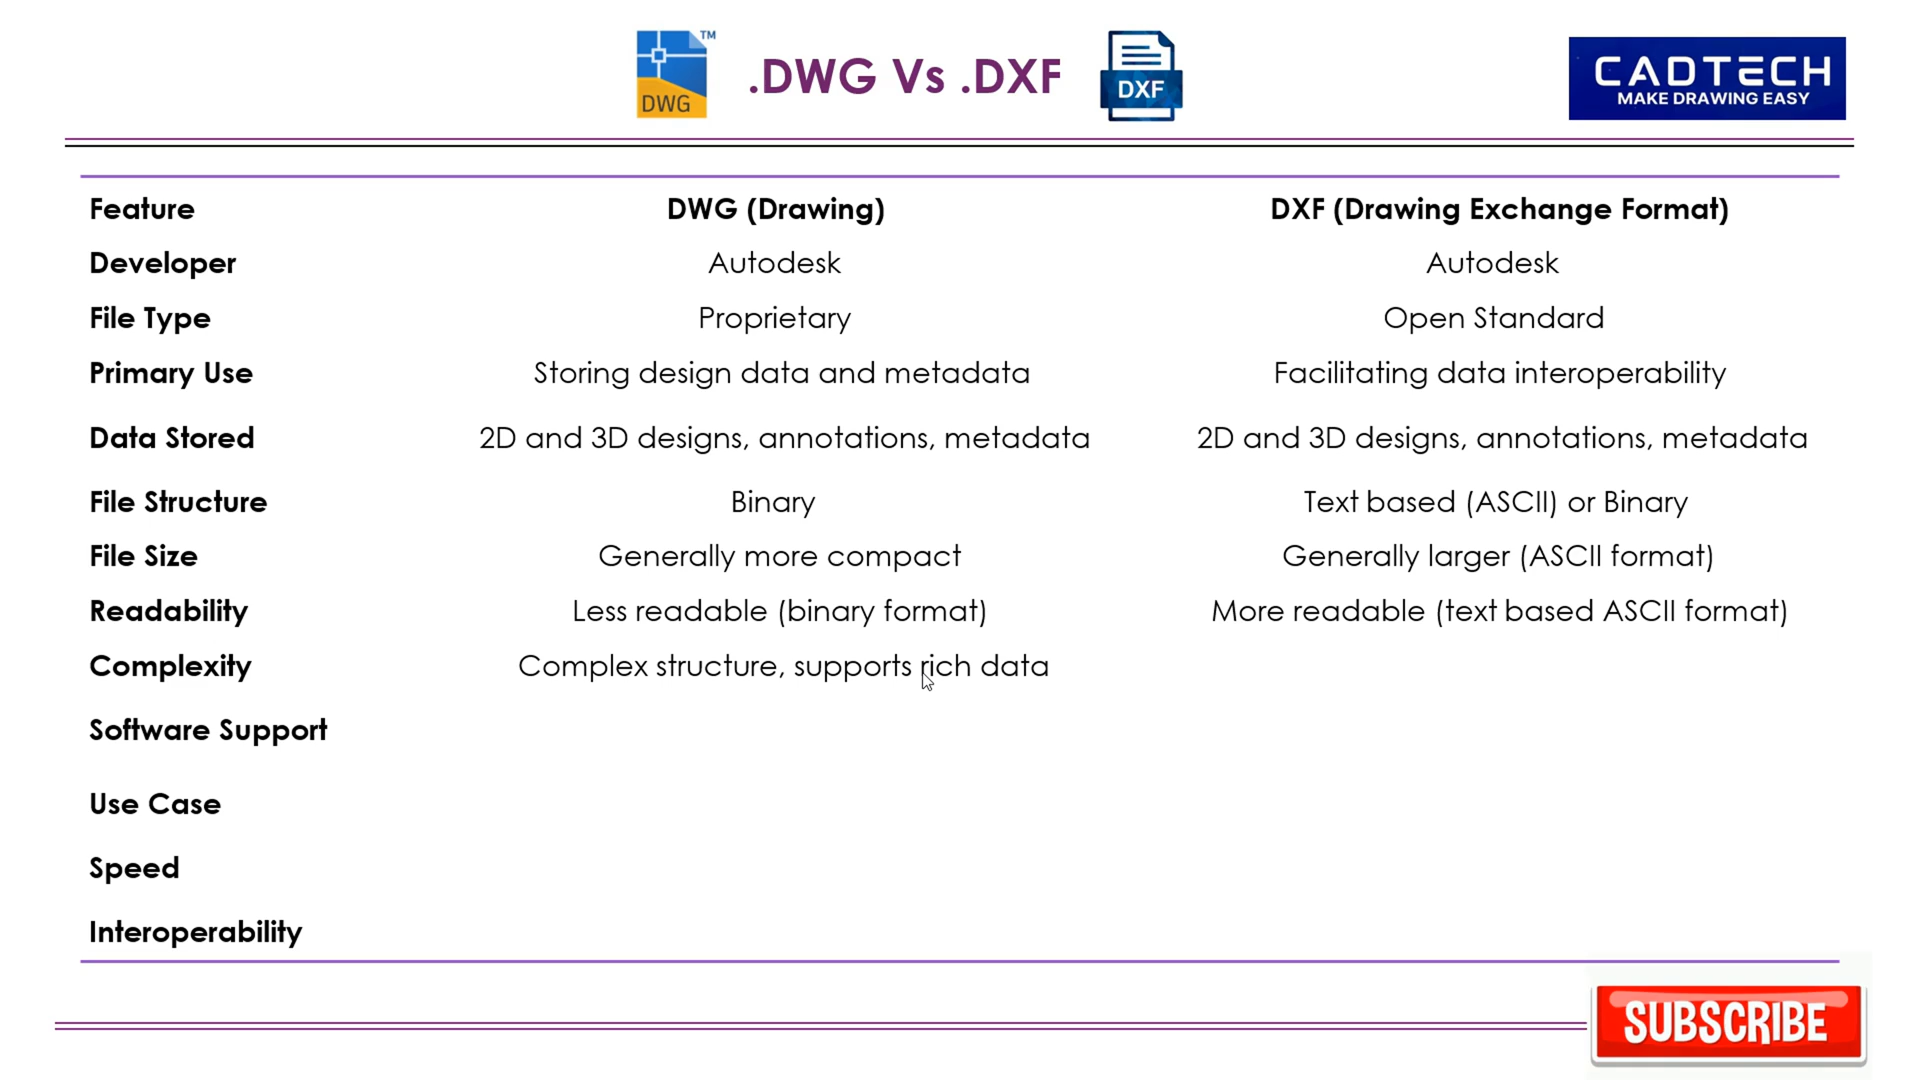 DWG
TM
.DWG Vs .DXF
DXF
CADTECH
MAKE DRAWING EASY
Feature DWG (Drawing) DXF (Drawing Exchange Format)
Developer Autodesk Autodesk
File Type Proprietary Open Standard
Primary Use Storing design data and metadata Facilitating data interoperability
Data Stored 2D and 3D designs, annotations, metadata 2D and 3D designs, annotations, metadata
File Structure Binary Text based (ASCII) or Binary
File Size Generally more compact Generally larger (ASCII format)
Readability Less readable (binary format) More readable (text based ASCII format)
Complexity Complex structure, supports rich data
Software Support
Use Case
Speed
Interoperability
SUBSCRIBE